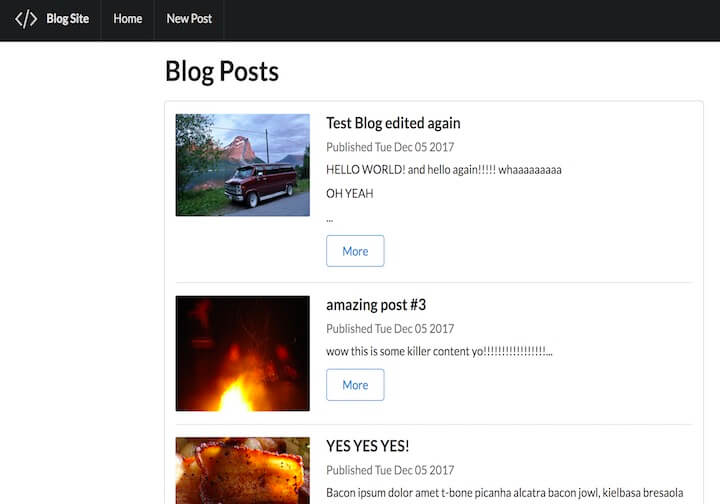 </> Blog Site Home New Post
Blog Posts
Test Blog edited again
Published Tue Dec 05 2017
HELLO WORLD! and hello again!!!!! whaaaaaaaaa
OH YEAH
...
More
amazing post #3
Published Tue Dec 05 2017
wow this is some killer content yo!!!!!!!!!!!!!!!!!...
More
YES YES YES!
Published Tue Dec 05 2017
Bacon ipsum dolor amet t-bone picanha alcatra bacon jowl, kielbasa bresaola